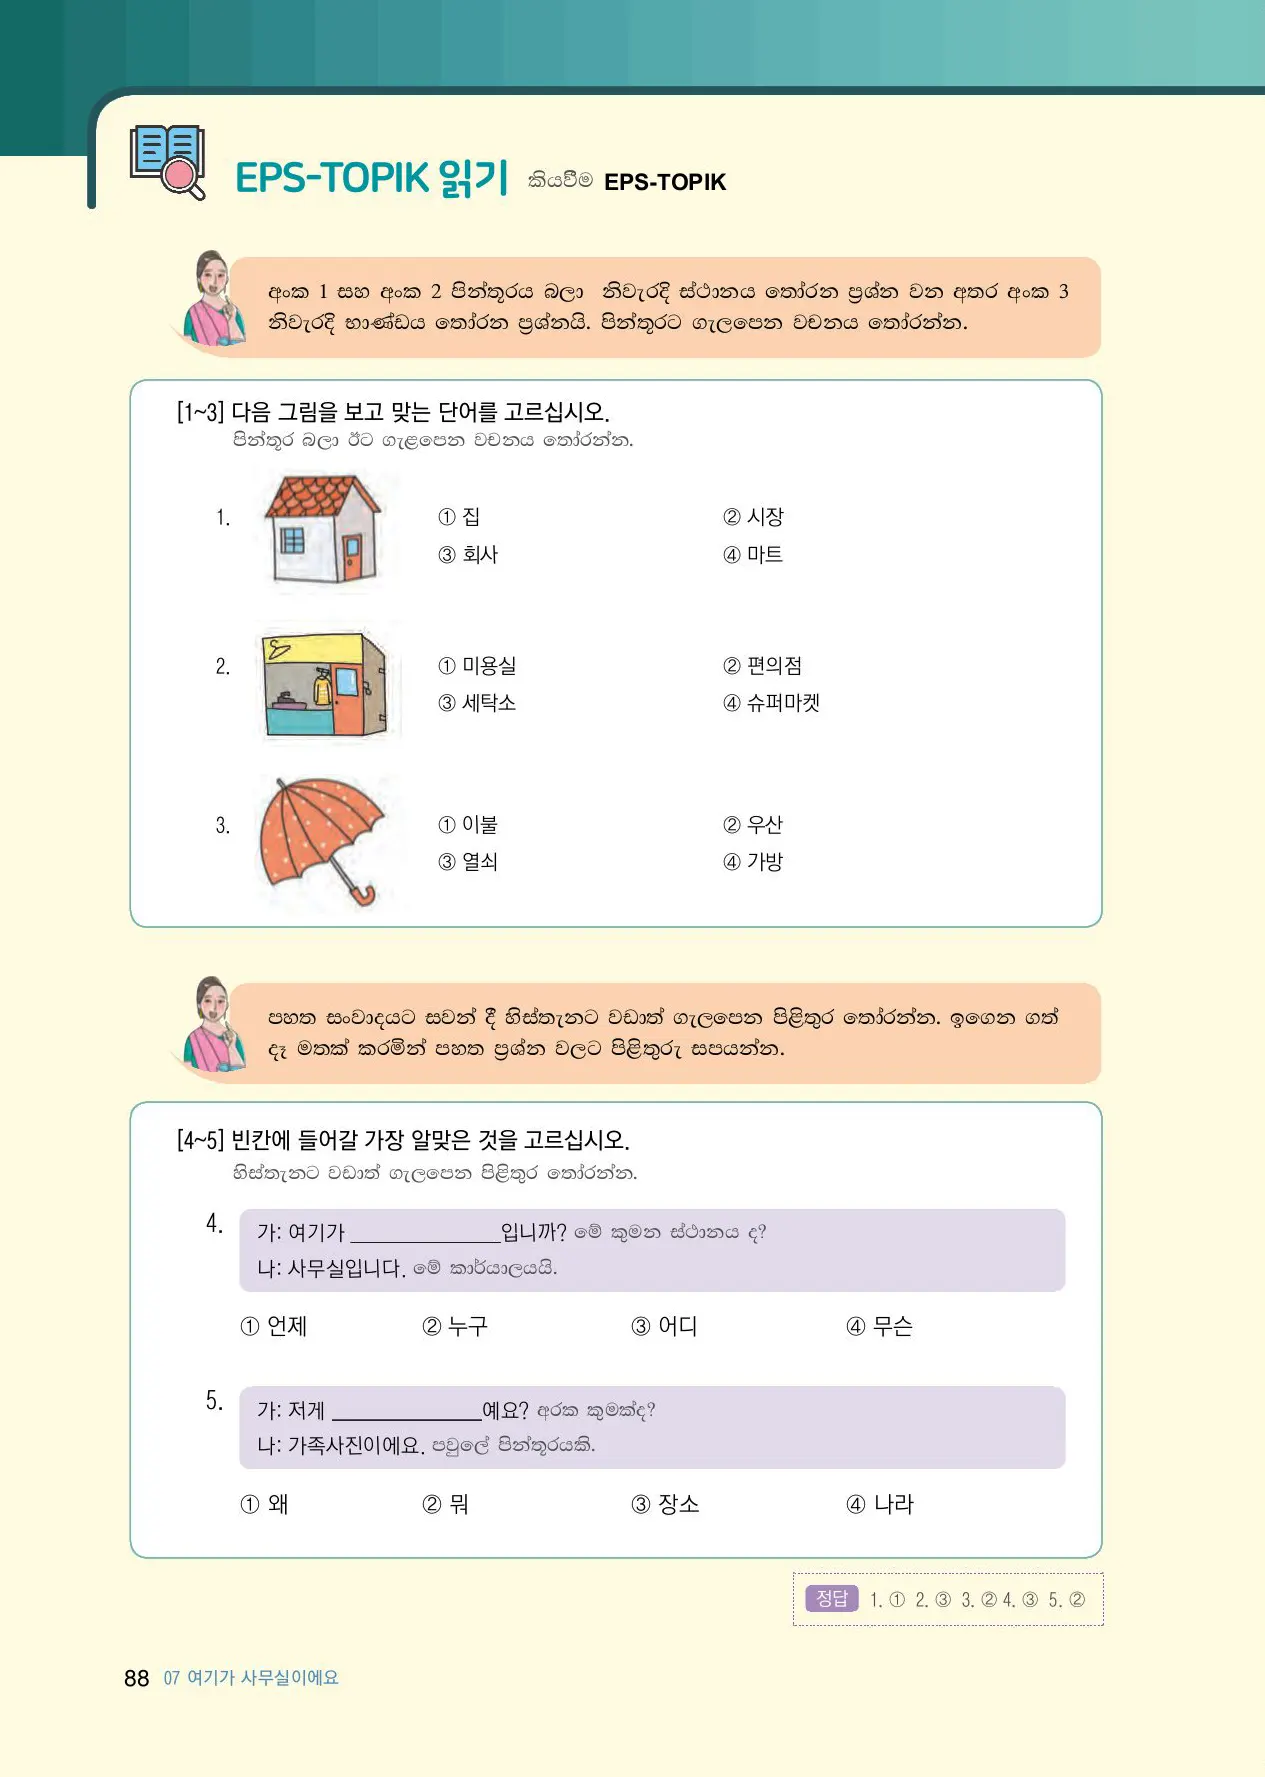 EPS-TOPIK 읽기 කියවීම EPS-TOPIK
අංක 1 සහ අංක 2 පින්තූරය බලා නිවැරදි ස්ථානය තෝරන ප්‍රශ්න වන අතර අංක 3
නිවැරදි භාණ්ඩය තෝරන ප්‍රශ්නයි. පින්තූරට ගැලපෙන වචනය තෝරන්න.
[1~3] 다음 그림을 보고 맞는 단어를 고르십시오.
පින්තූර බලා ඊට ගැළපෙන වචනය තෝරන්න.
1.
① 집 ② 시장
③ 회사 ④ 마트
2.
① 미용실 ② 편의점
③ 세탁소 ④ 슈퍼마켓
3.
① 이불 ② 우산
③ 열쇠 ④ 가방
පහත සංවාදයට සවන් දී හිස්තැනට වඩාත් ගැලපෙන පිළිතුර තෝරන්න. ඉගෙන ගත්
දෑ මතක් කරමින් පහත ප්‍රශ්න වලට පිළිතුරු සපයන්න.
[4~5] 빈칸에 들어갈 가장 알맞은 것을 고르십시오.
හිස්තැනට වඩාත් ගැලපෙන පිළිතුර තෝරන්න.
4.
가: 여기가 ______________입니까? මේ කුමන ස්ථානය ද?
나: 사무실입니다. මේ කාර්යාලයයි.
① 언제 ② 누구 ③ 어디 ④ 무슨
5.
가: 저게 ______________예요? අරක කුමක්ද?
나: 가족사진이에요. පවුලේ පින්තූරයකි.
① 왜 ② 뭐 ③ 장소 ④ 나라
정답 1. ① 2. ③ 3. ② 4. ③ 5. ②
88 07 여기가 사무실이에요